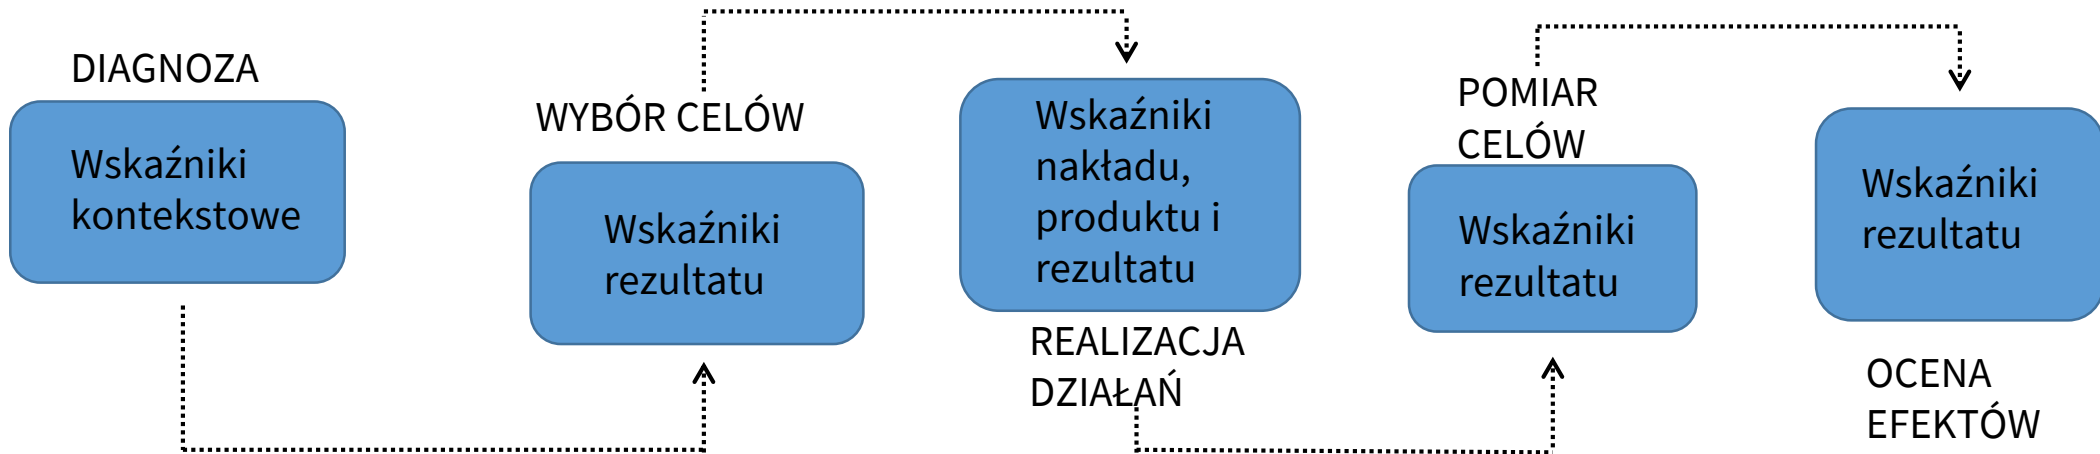 DIAGNOZA
Wskaźniki
kontekstowe
WYBÓR CELÓW
Wskaźniki
rezultatu
Wskaźniki
nakładu,
produktu i
rezultatu
REALIZACJA
DZIAŁAŃ
POMIAR
CELÓW
Wskaźniki
rezultatu
Wskaźniki
rezultatu
OCENA
EFEKTÓW